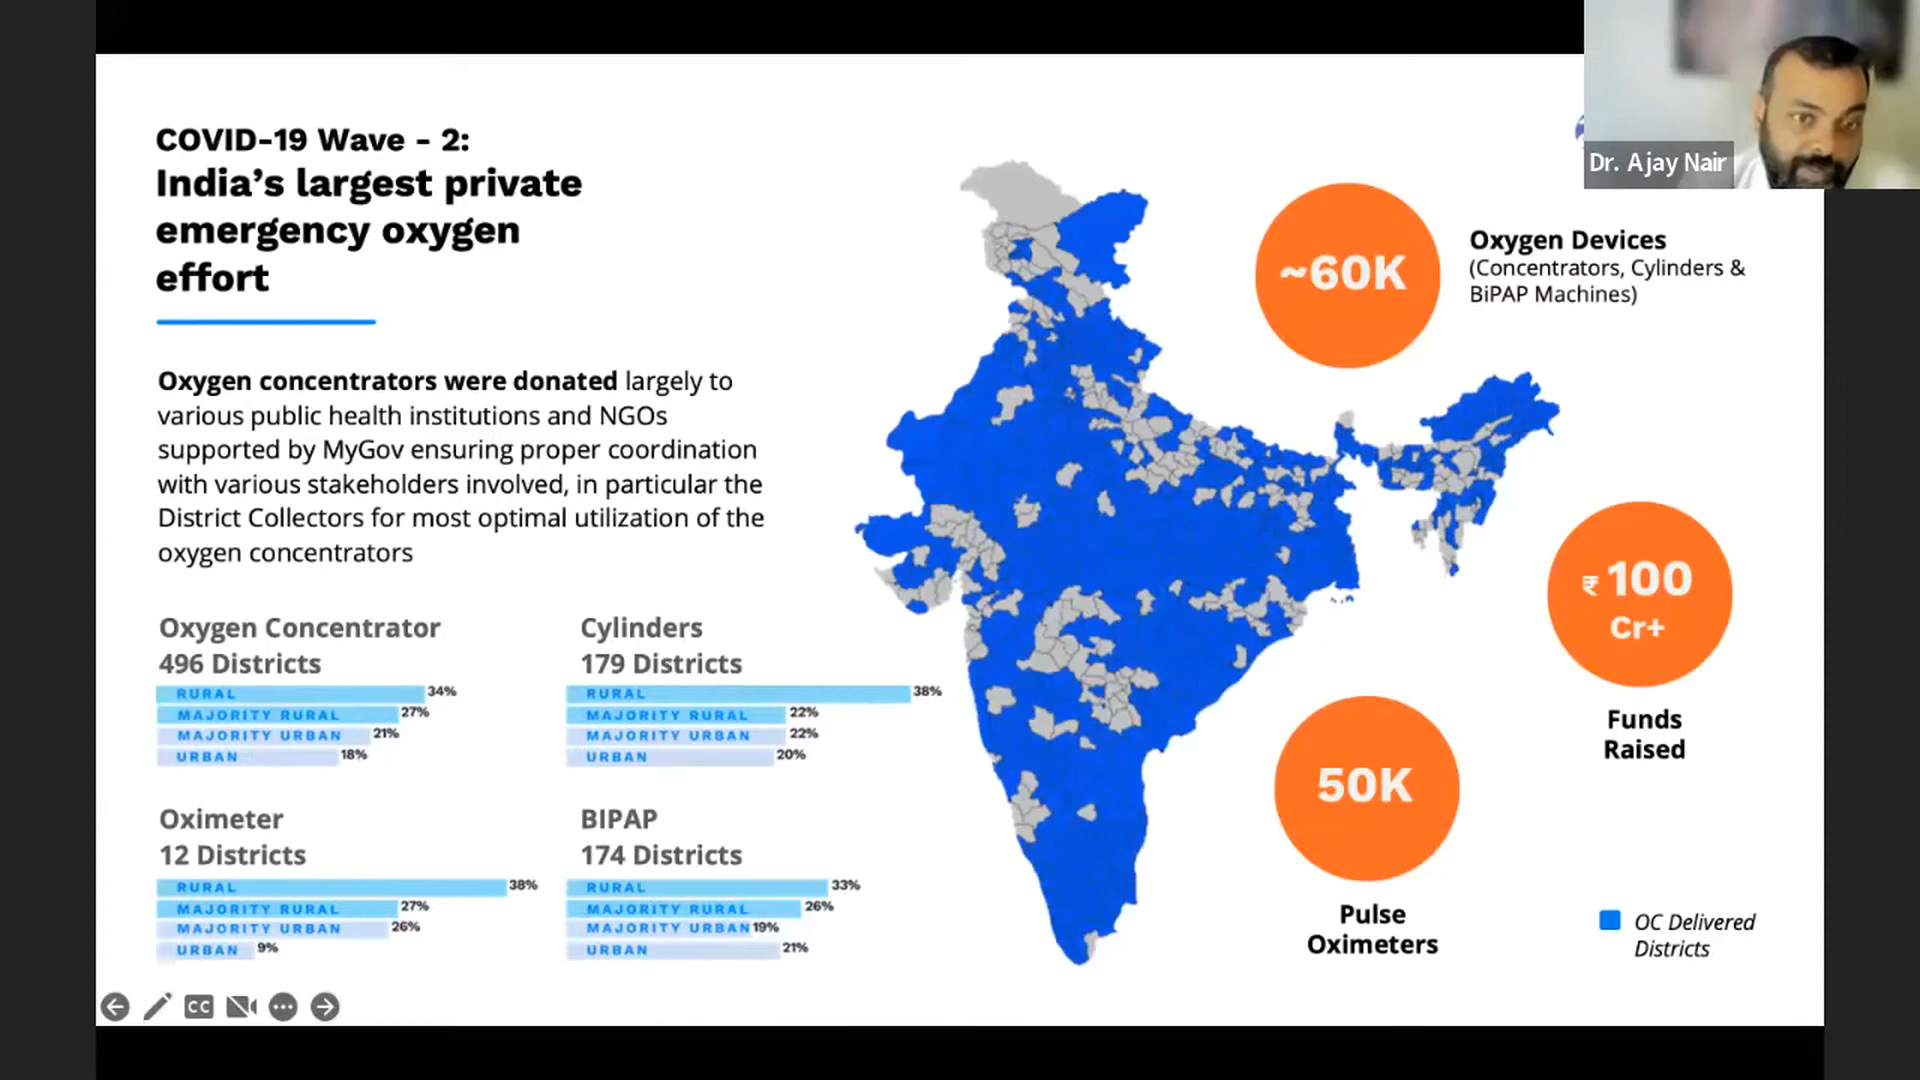 COVID-19 Wave - 2:
India's largest private
emergency oxygen
effort
Oxygen concentrators were donated largely to
various public health institutions and NGOs
supported by MyGov ensuring proper coordination
with various stakeholders involved, in particular the
District Collectors for most optimal utilization of the
oxygen concentrators
Oxygen Concentrator
496 Districts
RURAL 34%
MAJORITY RURAL 27%
MAJORITY URBAN 21%
URBAN 18%
Cylinders
179 Districts
RURAL 38%
MAJORITY RURAL 22%
MAJORITY URBAN 22%
URBAN 20%
Oximeter
12 Districts
RURAL 38%
MAJORITY RURAL 27%
MAJORITY URBAN 26%
URBAN 9%
BIPAP
174 Districts
RURAL 33%
MAJORITY RURAL 26%
MAJORITY URBAN 19%
URBAN 21%
~60K
Oxygen Devices
(Concentrators, Cylinders &
BiPAP Machines)
₹ 100
Cr+
Funds
Raised
50K
Pulse
Oximeters
OC Delivered
Districts
Dr. Ajay Nair
CC